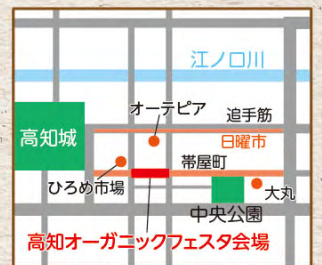 江ノ口川
オーテピア
追手筋
高知城
日曜市
帯屋町
ひろめ市場
大丸
中央公園
高知オーガニックフェスタ会場